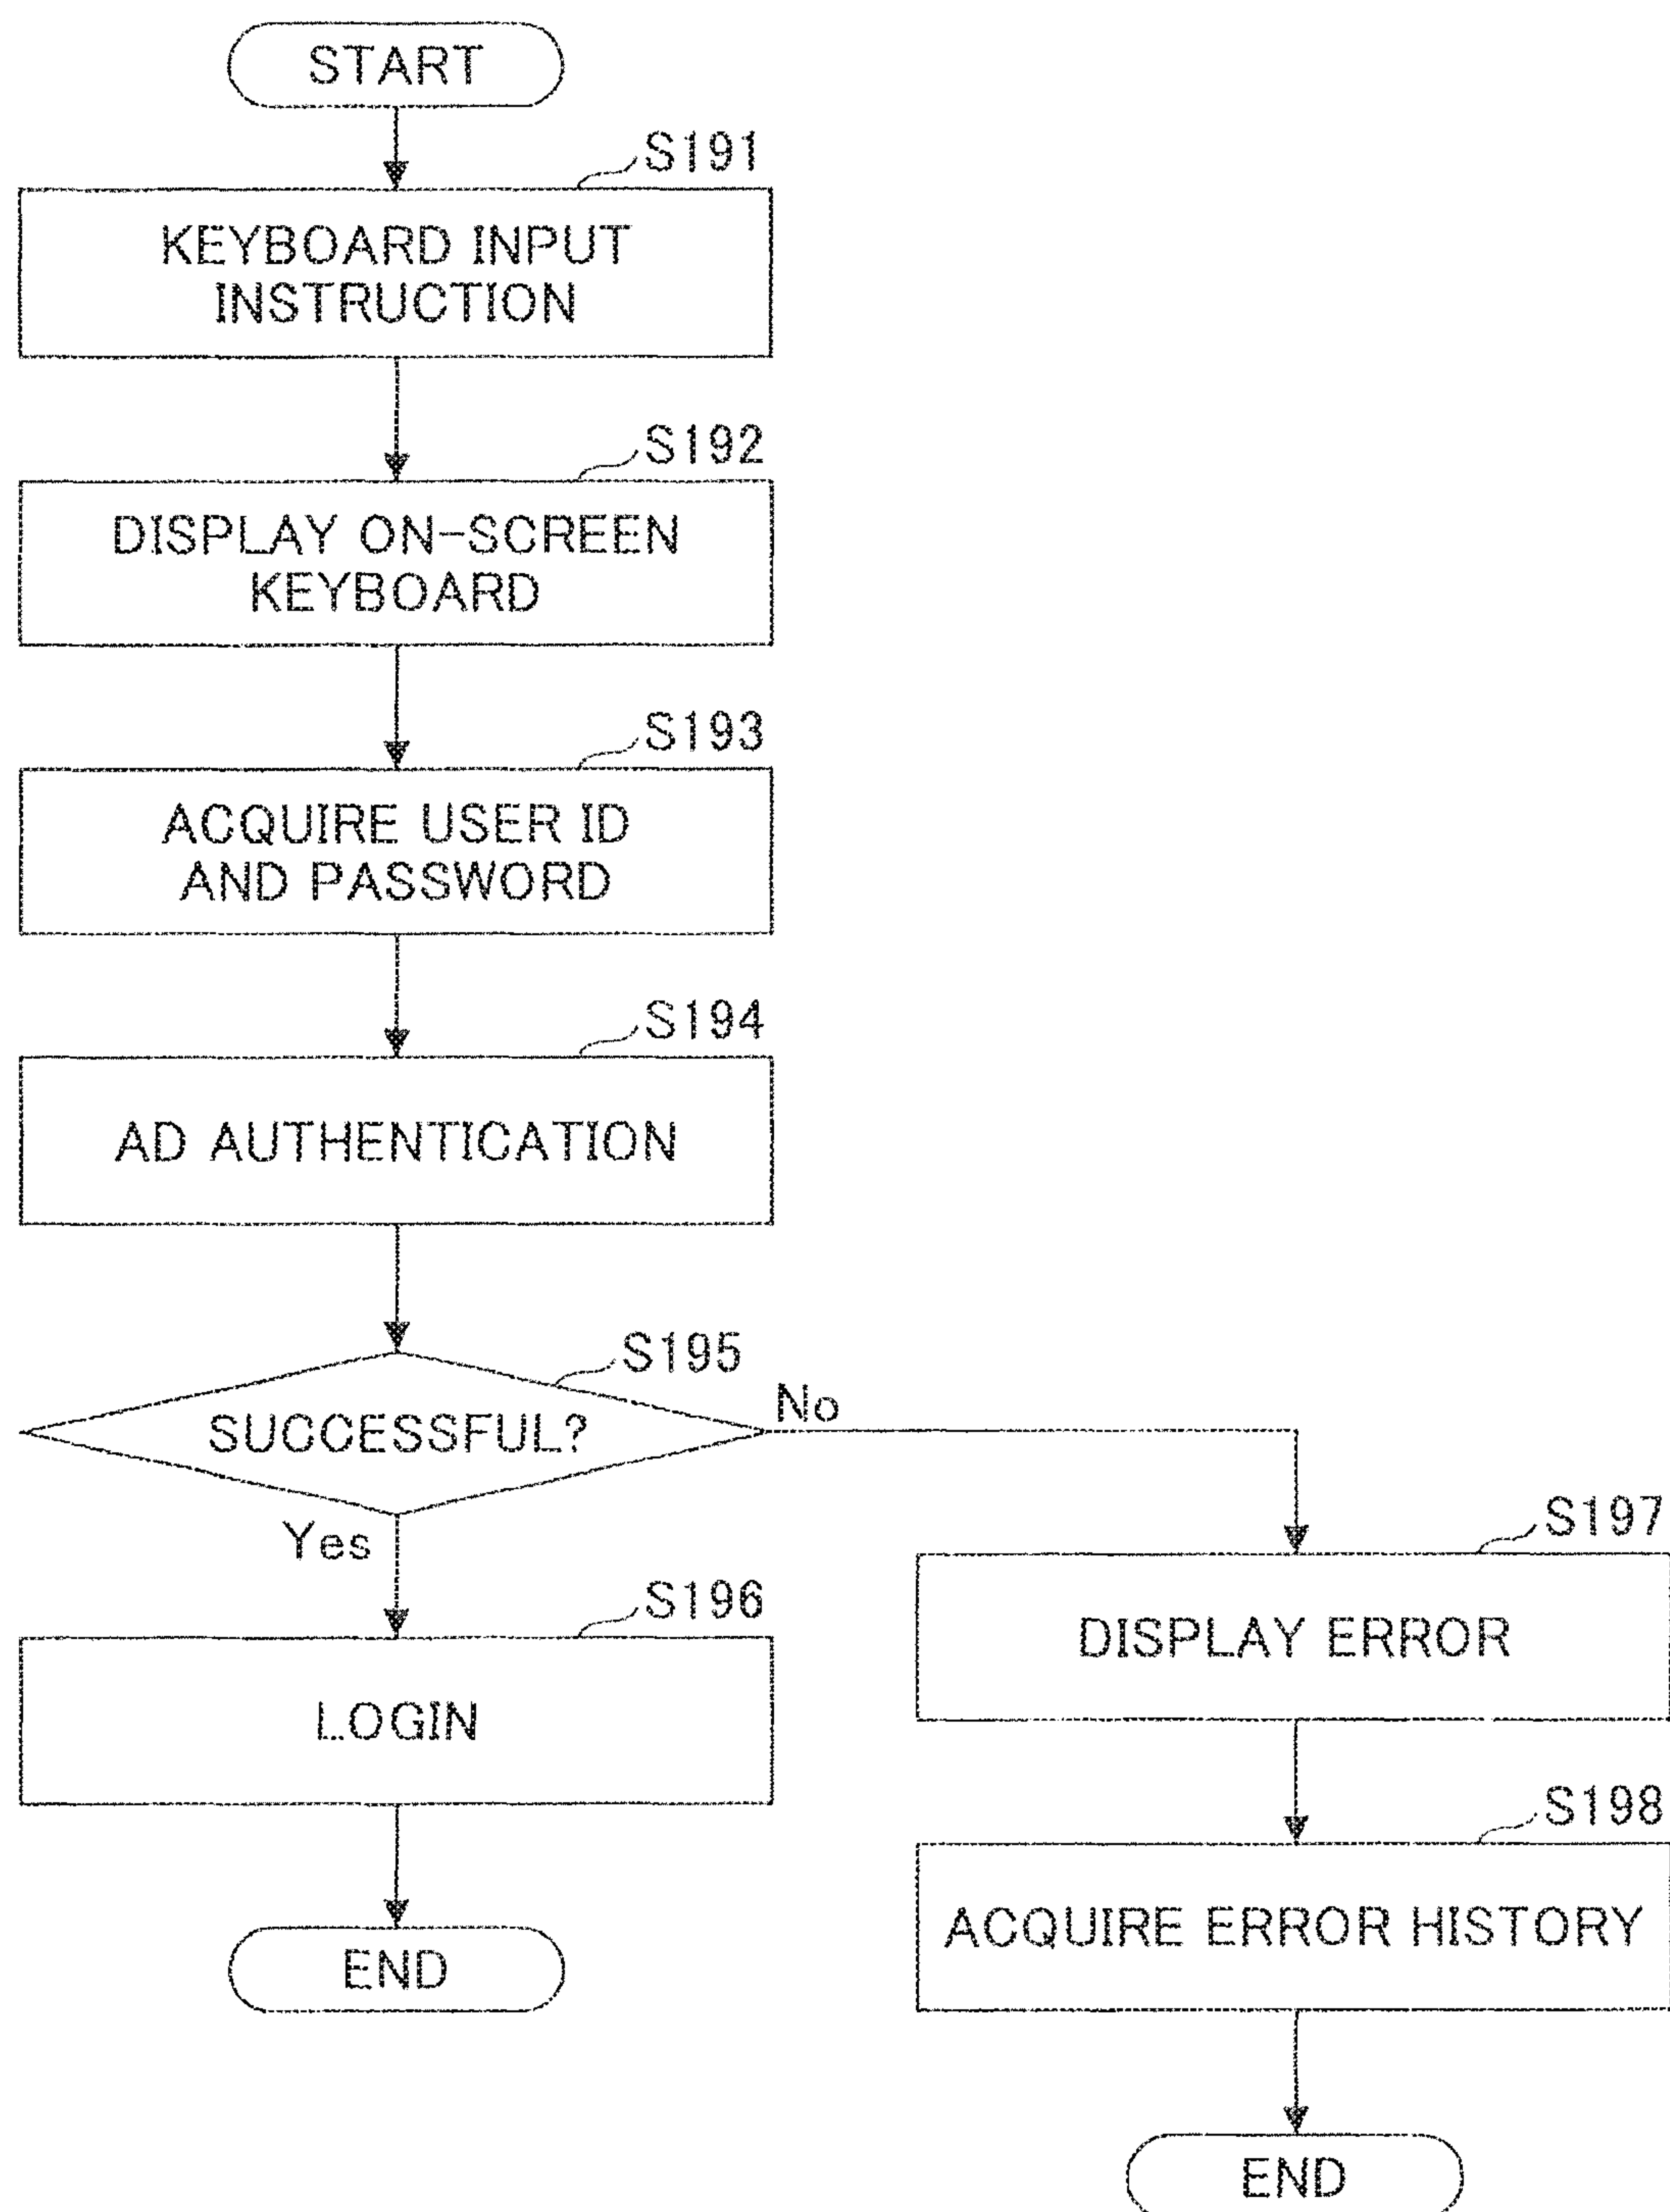 START
S191
KEYBOARD INPUT
INSTRUCTION
S192
DISPLAY ON-SCREEN
KEYBOARD
S193
ACQUIRE USER ID
AND PASSWORD
S194
AD AUTHENTICATION
S195
SUCCESSFUL?
No
Yes
S196
LOGIN
END
S197
DISPLAY ERROR
S198
ACQUIRE ERROR HISTORY
END